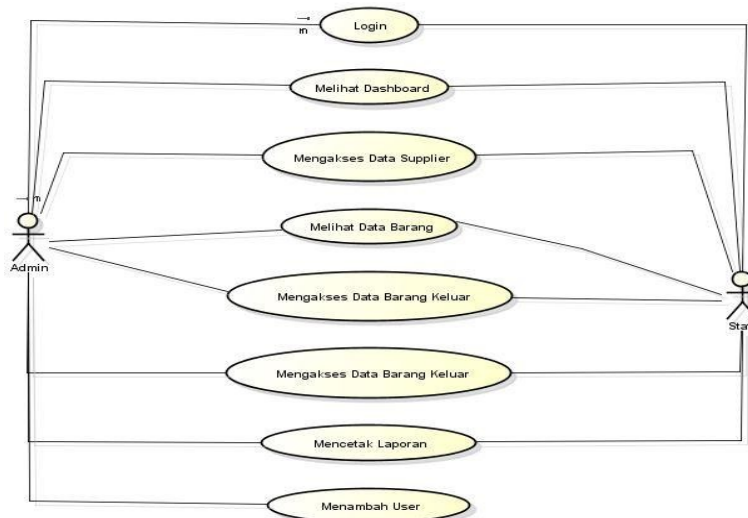 Login
Melihat Dashboard
Mengakses Data Supplier
Melihat Data Barang
Admin
Mengakses Data Barang Keluar
Mengakses Data Barang Keluar
Mencetak Laporan
Menambah User